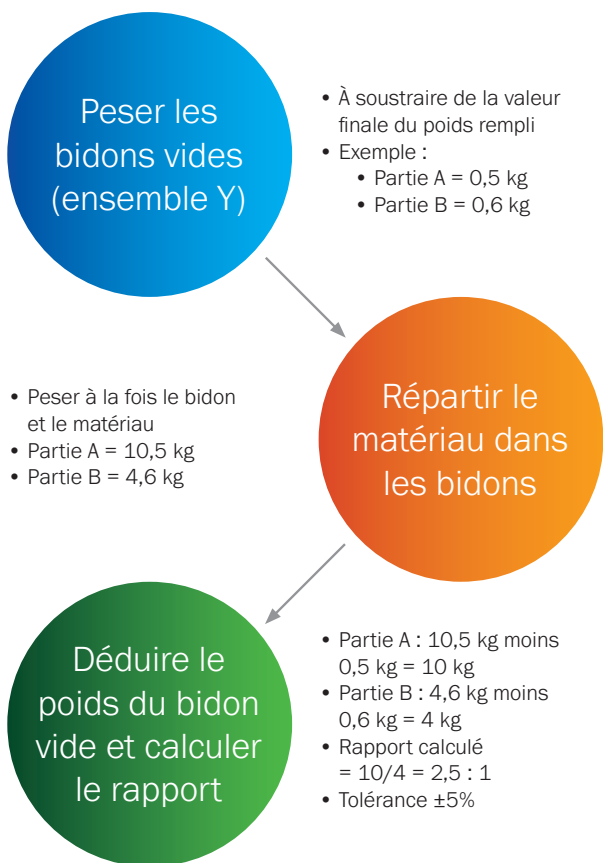 Peser les
bidons vides
(ensemble Y)
• À soustraire de la valeur
finale du poids rempli
• Exemple :
• Partie A = 0,5 kg
• Partie B = 0,6 kg
• Peser à la fois le bidon
et le matériau
• Partie A = 10,5 kg
• Partie B = 4,6 kg
Répartir le
matériau dans
les bidons
Déduire le
poids du bidon
vide et calculer
le rapport
• Partie A : 10,5 kg moins
0,5 kg = 10 kg
• Partie B : 4,6 kg moins
0,6 kg = 4 kg
• Rapport calculé
= 10/4 = 2,5 : 1
• Tolérance ±5%